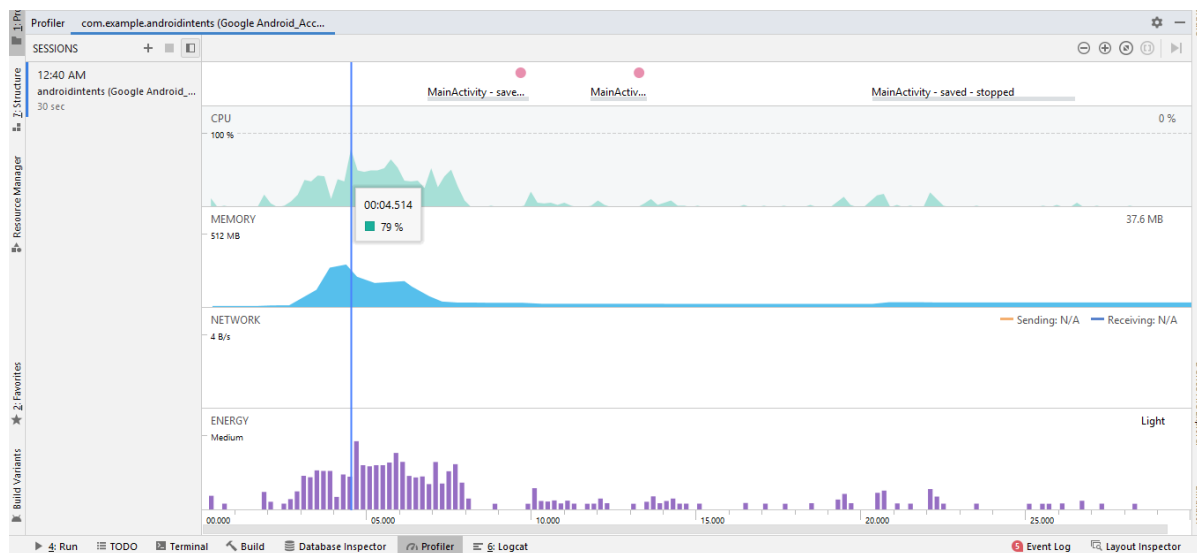 1: Pro
Profiler com.example.androidintents (Google Android_Acc...
SESSIONS
12:40 AM
androidintents (Google Android_...
30 sec
MainActivity - save...
MainActiv...
MainActivity - saved - stopped
CPU
0 %
100 %
00:04.514
79 %
MEMORY
37.6 MB
512 MB
NETWORK
Sending: N/A Receiving: N/A
4 B/s
ENERGY
Light
Medium
00.000 05.000 10.000 15.000 20.000 25.000
7: Structure
Resource Manager
2: Favorites
Build Variants
4: Run TODO Terminal Build Database Inspector Profiler 6: Logcat 5 Event Log Layout Inspector